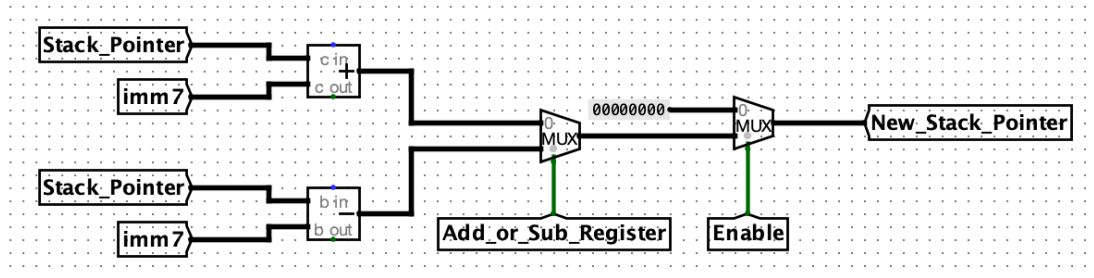 Stack_Pointer
imm7
c in
+
c out
0
MUX
00000000
0
MUX
New_Stack_Pointer
Stack_Pointer
imm7
b in
−
b out
Add_or_Sub_Register
Enable